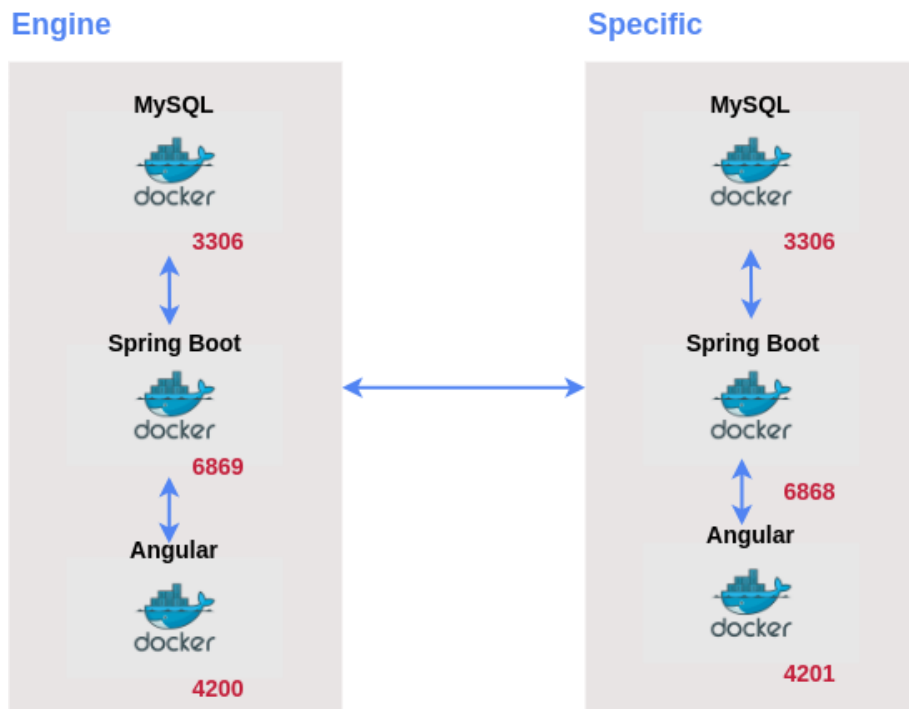 Engine
MySQL
docker
3306
Spring Boot
docker
6869
Angular
docker
4200
Specific
MySQL
docker
3306
Spring Boot
docker
6868
Angular
docker
4201